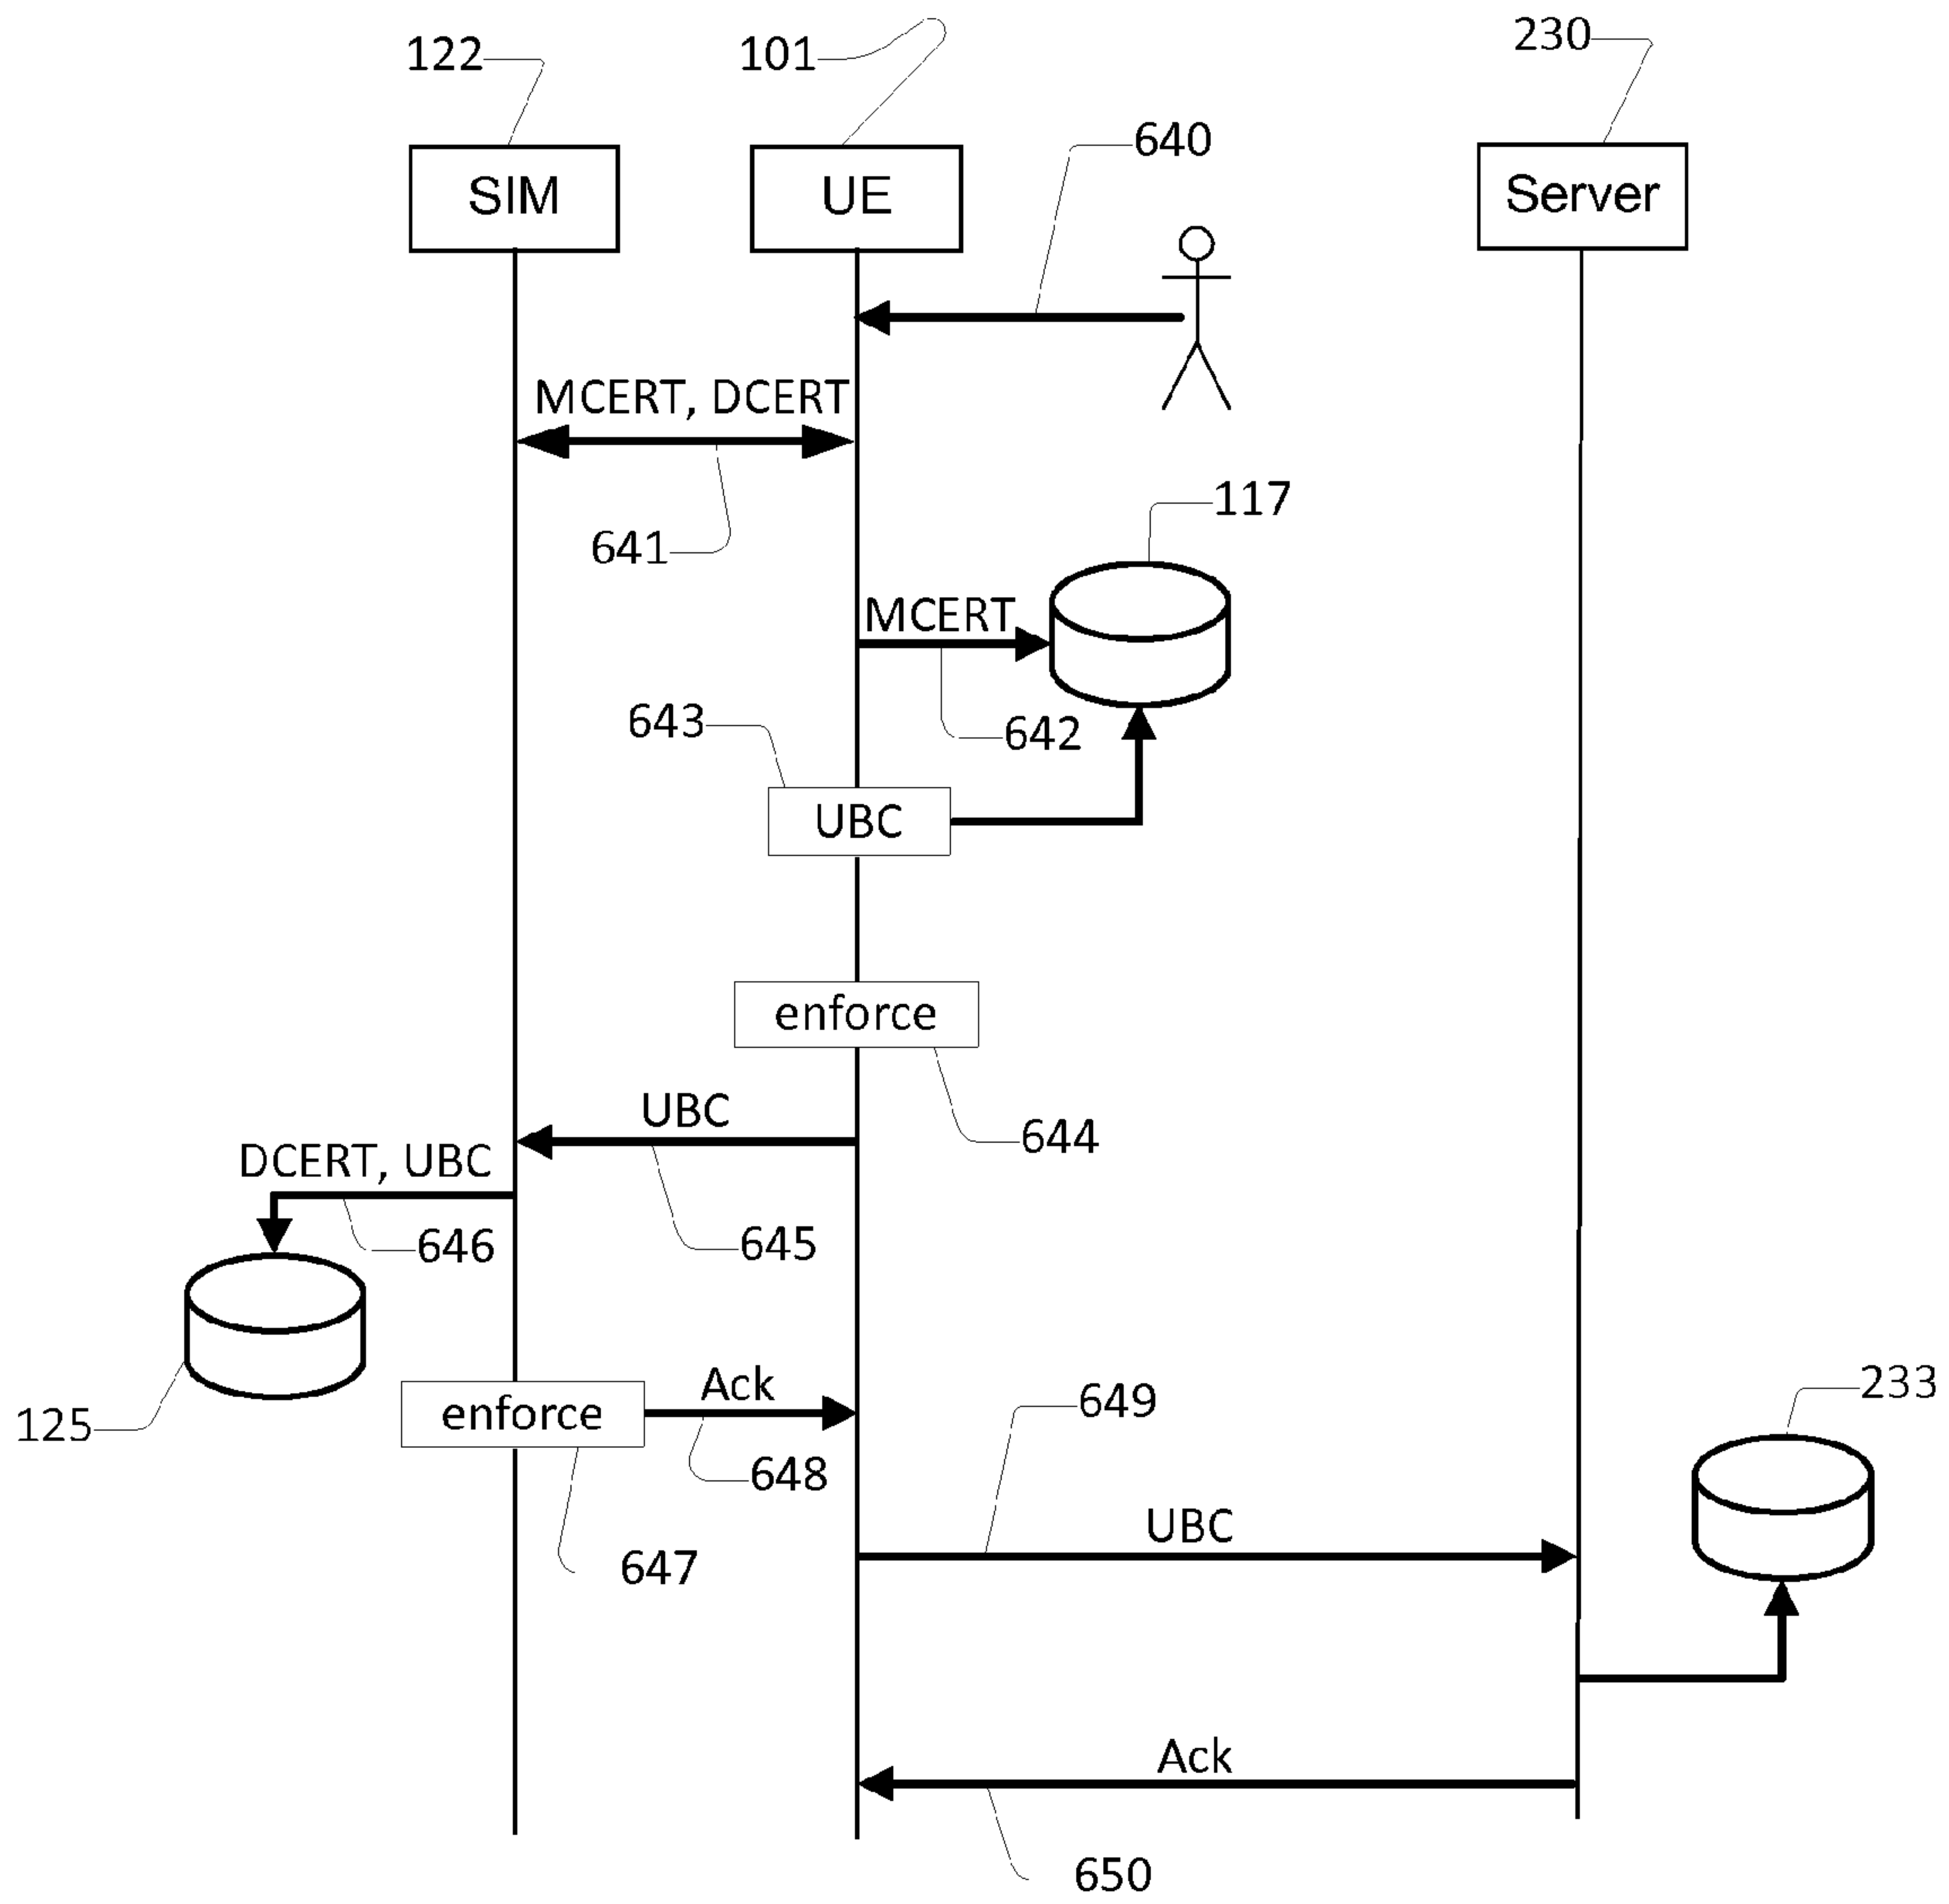 122
101
230
640
SIM
UE
Server
MCERT, DCERT
641
117
MCERT
643
642
UBC
enforce
UBC
644
DCERT, UBC
646
645
Ack
233
125
enforce
649
648
UBC
647
Ack
650